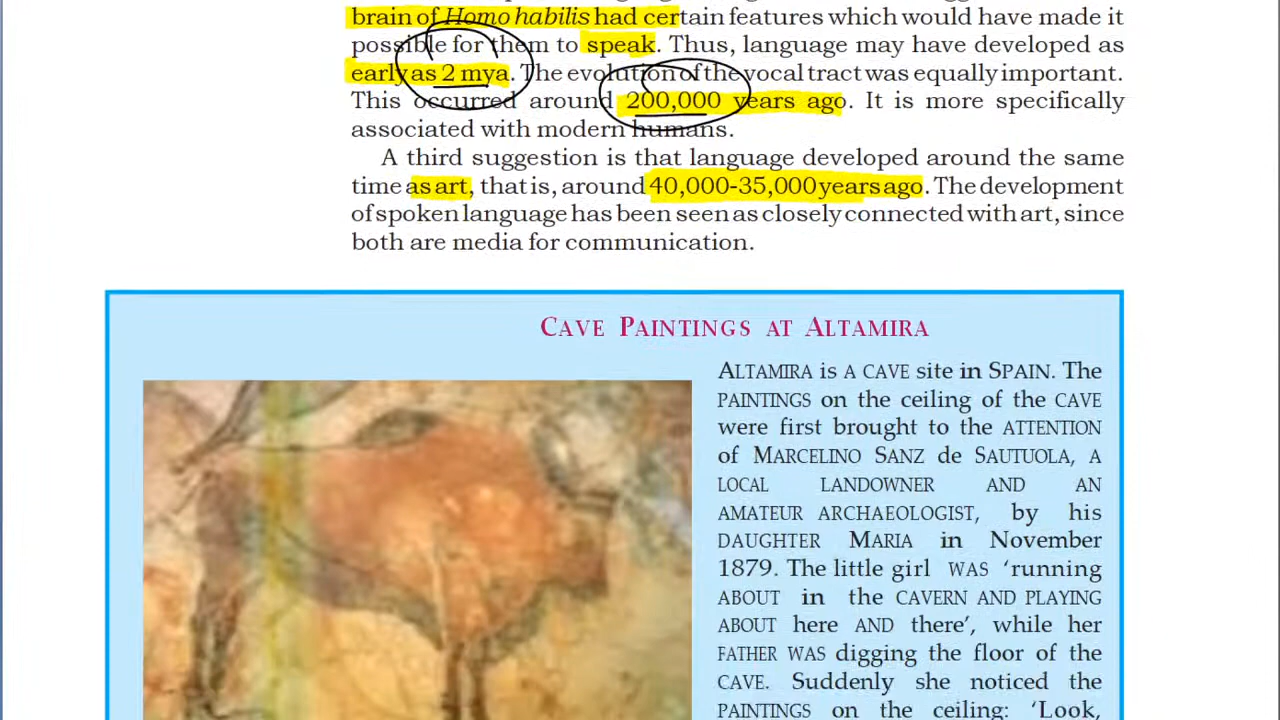 brain of Homo habilis had certain features which would have made it
possible for them to speak. Thus, language may have developed as
early as 2 mya. The evolution of the vocal tract was equally important.
This occurred around 200,000 years ago. It is more specifically
associated with modern humans.
A third suggestion is that language developed around the same
time as art, that is, around 40,000-35,000 years ago. The development
of spoken language has been seen as closely connected with art, since
both are media for communication.
CAVE PAINTINGS AT ALTAMIRA
ALTAMIRA is A CAVE site in SPAIN. The
PAINTINGS on the ceiling of the CAVE
were first brought to the ATTENTION
of MARCELINO SANZ de SAUTUOLA, A
LOCAL LANDOWNER AND AN
AMATEUR ARCHAEOLOGIST, by his
DAUGHTER MARIA in November
1879. The little girl WAS ‘running
ABOUT in the CAVERN AND PLAYING
ABOUT here AND there’, while her
FATHER WAS digging the floor of the
CAVE. Suddenly she noticed the
PAINTINGS on the ceiling: ‘Look,